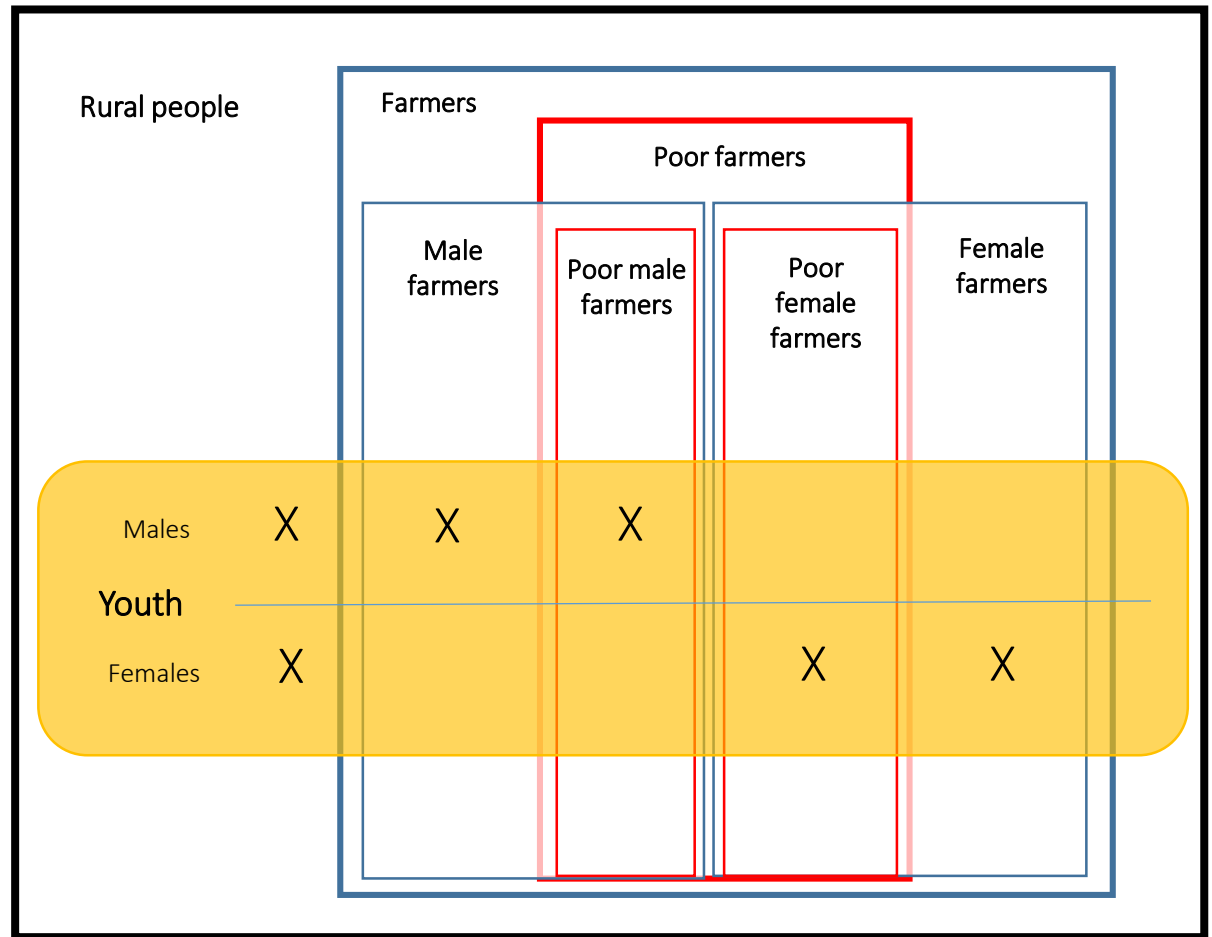 Rural people
Farmers
Poor farmers
Male
farmers
Poor male
farmers
Poor
female
farmers
Female
farmers
Males X X X
Youth
Females X X X